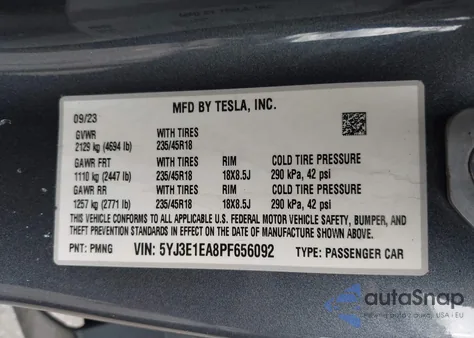 MFD BY TESLA, INC.
09/23
GVWR WITH TIRES
2129 kg (4694 lb) 235/45R18
GAWR FRT WITH TIRES RIM COLD TIRE PRESSURE
1110 kg (2447 lb) 235/45R18 18X8.5J 290 kPa, 42 psi
GAWR RR WITH TIRES RIM COLD TIRE PRESSURE
1257 kg (2771 lb) 235/45R18 18X8.5J 290 kPa, 42 psi
THIS VEHICLE CONFORMS TO ALL APPLICABLE U.S. FEDERAL MOTOR VEHICLE SAFETY, BUMPER, AND
THEFT PREVENTION STANDARDS IN EFFECT ON THE DATE OF MANUFACTURE SHOWN ABOVE.
PNT: PMNG VIN: 5YJ3E1EA8PF656092 TYPE: PASSENGER CAR
autoSnap